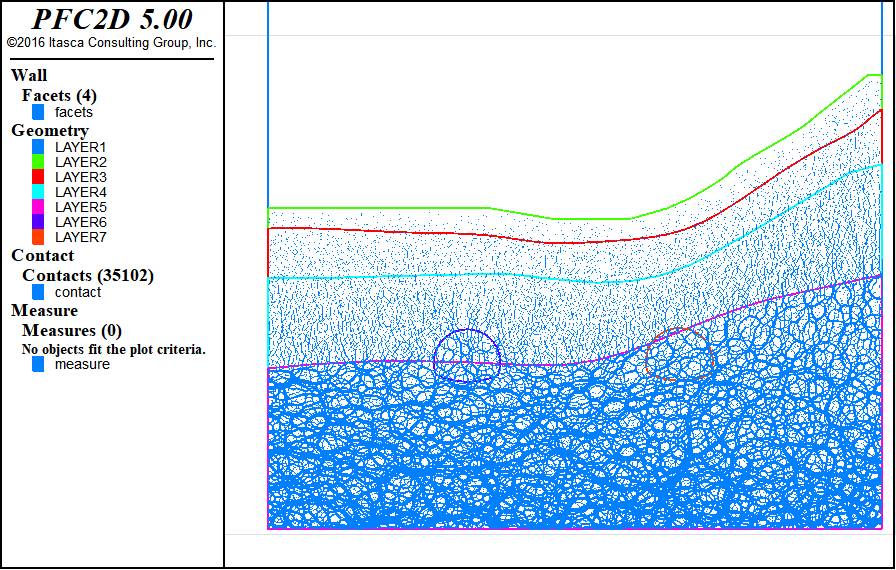 PFC2D 5.00
©2016 Itasca Consulting Group, Inc.
Wall
Facets (4)
facets
Geometry
LAYER1
LAYER2
LAYER3
LAYER4
LAYER5
LAYER6
LAYER7
Contact
Contacts (35102)
contact
Measure
Measures (0)
No objects fit the plot criteria.
measure